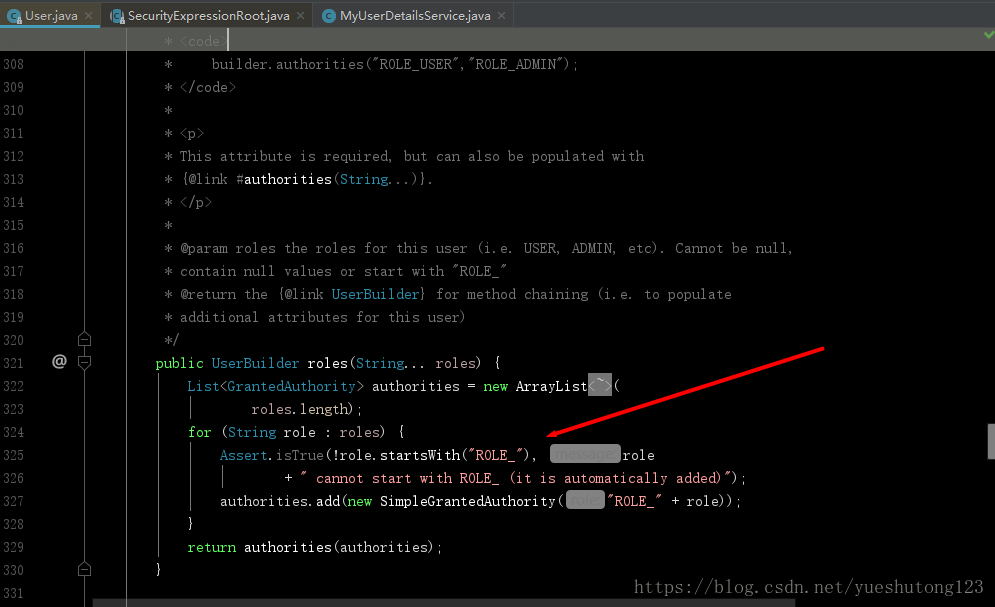 User.java
SecurityExpressionRoot.java
MyUserDetailsService.java
* <code>
308 * builder.authorities("ROLE_USER","ROLE_ADMIN");
309 * </code>
310 *
311 * <p>
312 * This attribute is required, but can also be populated with
313 * {@link #authorities(String...)}.
314 * </p>
315 *
316 * @param roles the roles for this user (i.e. USER, ADMIN, etc). Cannot be null,
317 * contain null values or start with "ROLE_"
318 * @return the {@link UserBuilder} for method chaining (i.e. to populate
319 * additional attributes for this user)
320 */
321 @ public UserBuilder roles(String... roles) {
322 List<GrantedAuthority> authorities = new ArrayList<~>(
323 roles.length);
324 for (String role : roles) {
325 Assert.isTrue(!role.startsWith("ROLE_"), message: role
326 + " cannot start with ROLE_ (it is automatically added)");
327 authorities.add(new SimpleGrantedAuthority( role: "ROLE_" + role));
328 }
329 return authorities(authorities);
330 }
331
https://blog.csdn.net/yueshutong123